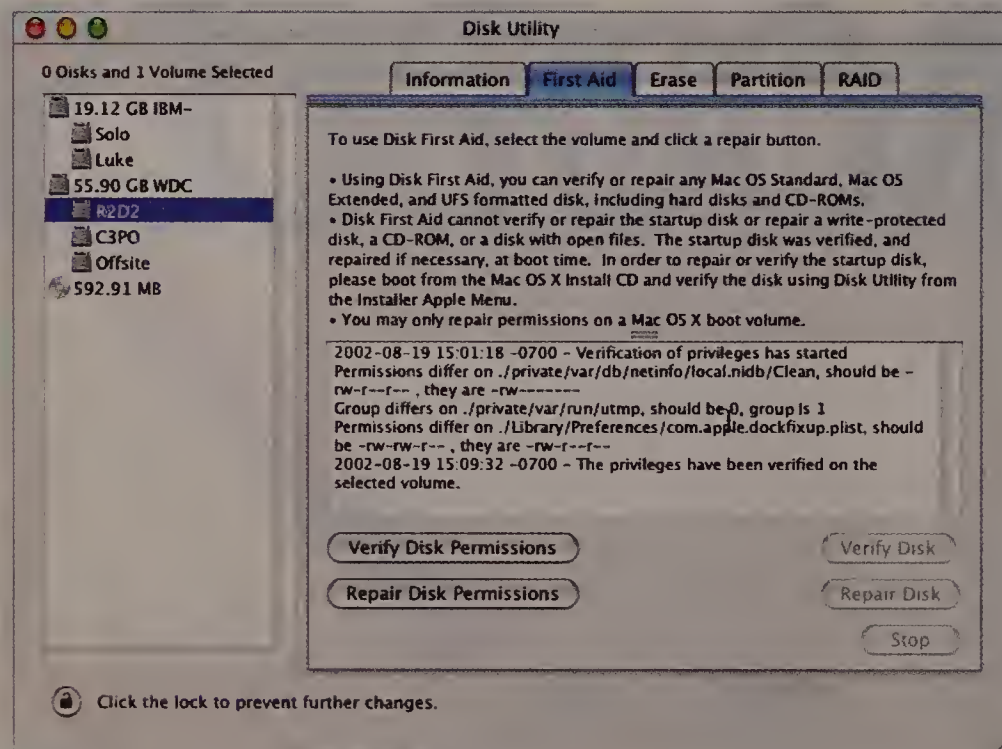 Disk Utility
0 Disks and 1 Volume Selected
Information
First Aid
Erase
Partition
RAID
19.12 GB IBM-
Solo
Luke
55.90 GB WDC
R2D2
C3PO
Offsite
592.91 MB
To use Disk First Aid, select the volume and click a repair button.
• Using Disk First Aid, you can verify or repair any Mac OS Standard, Mac OS
Extended, and UFS formatted disk, including hard disks and CD-ROMs.
• Disk First Aid cannot verify or repair the startup disk or repair a write-protected
disk, a CD-ROM, or a disk with open files. The startup disk was verified, and
repaired if necessary, at boot time. In order to repair or verify the startup disk,
please boot from the Mac OS X Install CD and verify the disk using Disk Utility from
the Installer Apple Menu.
• You may only repair permissions on a Mac OS X boot volume.
2002-08-19 15:01:18 -0700 - Verification of privileges has started
Permissions differ on ./private/var/db/netinfo/local.nidb/Clean, should be -
rw-r--r-- , they are -rw-------
Group differs on ./private/var/run/utmp, should be 0, group is 1
Permissions differ on ./Library/Preferences/com.apple.dockfixup.plist, should
be -rw-rw-r-- , they are -rw-r--r--
2002-08-19 15:09:32 -0700 - The privileges have been verified on the
selected volume.
Verify Disk Permissions
Verify Disk
Repair Disk Permissions
Repair Disk
Stop
Click the lock to prevent further changes.